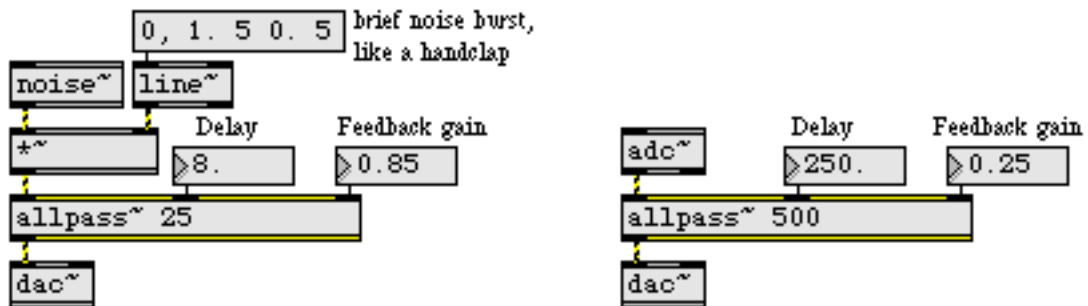 0, 1. 5 0. 5
brief noise burst,
like a handclap
noise~
line~
*~
Delay
8.
Feedback gain
0.85
allpass~ 25
dac~
adc~
Delay
250.
Feedback gain
0.25
allpass~ 500
dac~